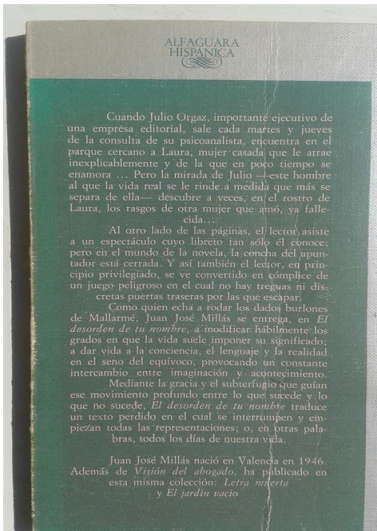 ALFAGUARA
HISPANICA
Cuando Julio Orgaz, importante ejecutivo de
una empresa editorial, sale cada martes y jueves
de la consulta de su psicoanalista, encuentra en el
parque cercano a Laura, mujer casada que le atrae
inexplicablemente y de la que en poco tiempo se
enamora ... Pero la mirada de Julio —este hombre
al que la vida real se le rinde a medida que más se
separa de ella— descubre a veces, en el rostro de
Laura, los rasgos de otra mujer que amó, ya falle-
cida...
Al otro lado de las páginas, el lector asiste
a un espectáculo cuyo libreto tan sólo él conoce;
pero en el mundo de la novela, la concha del apun-
tador está cerrada. Y así también el lector, en prin-
cipio privilegiado, se ve convertido en cómplice de
un juego peligroso en el cual no hay treguas ni dis-
cretas puertas traseras por las que escapar.
Como quien echa a rodar los dados burlones
de Mallarmé, Juan José Millás se entrega, en El
desorden de tu nombre, a modificar hábilmente los
grados en que la vida suele imponer su significado;
a dar vida a la conciencia, el lenguaje y la realidad
en el seno del equívoco, provocando un constante
intercambio entre imaginación y acontecimiento.
Mediante la gracia y el subterfugio que guían
ese movimiento profundo entre lo que sucede y lo
que no sucede, El desorden de tu nombre traduce
un texto perdido en el cual se interrumpen y em-
piezan todas las representaciones; o, en otras pala-
bras, todos los días de nuestra vida.
Juan José Millás nació en Valencia en 1946.
Además de Visión del ahogado, ha publicado en
esta misma colección: Letra muerta
y El jardín vacío